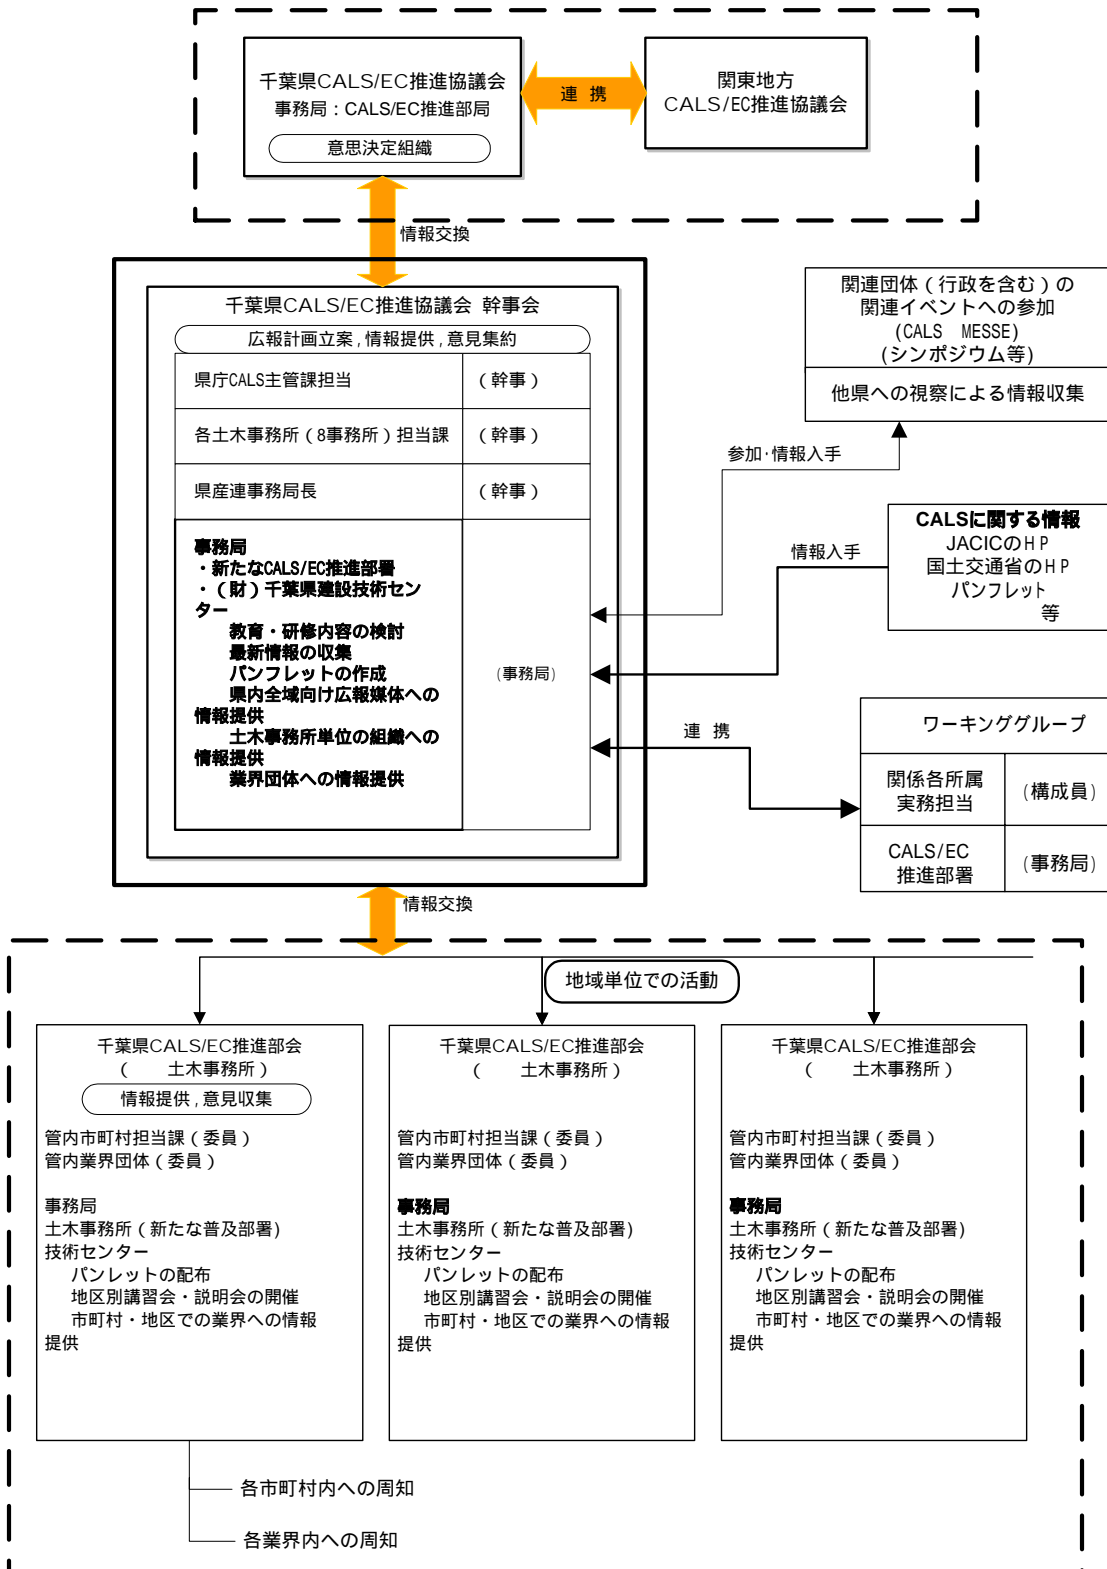 千葉県CALS/EC推進協議会
事務局：CALS/EC推進部局
意思決定組織
連 携
関東地方
CALS/EC推進協議会
情報交換
千葉県CALS/EC推進協議会 幹事会
広報計画立案,情報提供,意見集約
県庁CALS主管課担当
（幹事）
各土木事務所（8事務所）担当課
（幹事）
県産連事務局長
（幹事）
事務局
・新たなCALS/EC推進部署
・（財）千葉県建設技術セン
ター
教育・研修内容の検討
最新情報の収集
パンフレットの作成
県内全域向け広報媒体への
情報提供
土木事務所単位の組織への
情報提供
業界団体への情報提供
(事務局)
関連団体（行政を含む）の
関連イベントへの参加
(CALS MESSE)
(シンポジウム等)
他県への視察による情報収集
参加・情報入手
CALSに関する情報
JACICのHP
国土交通省のHP
パンフレット
等
情報入手
連 携
ワーキンググループ
関係各所属
実務担当
(構成員)
CALS/EC
推進部署
(事務局)
情報交換
地域単位での活動
千葉県CALS/EC推進部会
（　　土木事務所）
情報提供,意見収集
管内市町村担当課（委員）
管内業界団体（委員）
事務局
土木事務所（新たな普及部署)
技術センター
パンレットの配布
地区別講習会・説明会の開催
市町村・地区での業界への情報
提供
千葉県CALS/EC推進部会
（　　土木事務所）
管内市町村担当課（委員）
管内業界団体（委員）
事務局
土木事務所（新たな普及部署)
技術センター
パンレットの配布
地区別講習会・説明会の開催
市町村・地区での業界への情報
提供
千葉県CALS/EC推進部会
（　　土木事務所）
管内市町村担当課（委員）
管内業界団体（委員）
事務局
土木事務所（新たな普及部署)
技術センター
パンレットの配布
地区別講習会・説明会の開催
市町村・地区での業界への情報
提供
各市町村内への周知
各業界内への周知